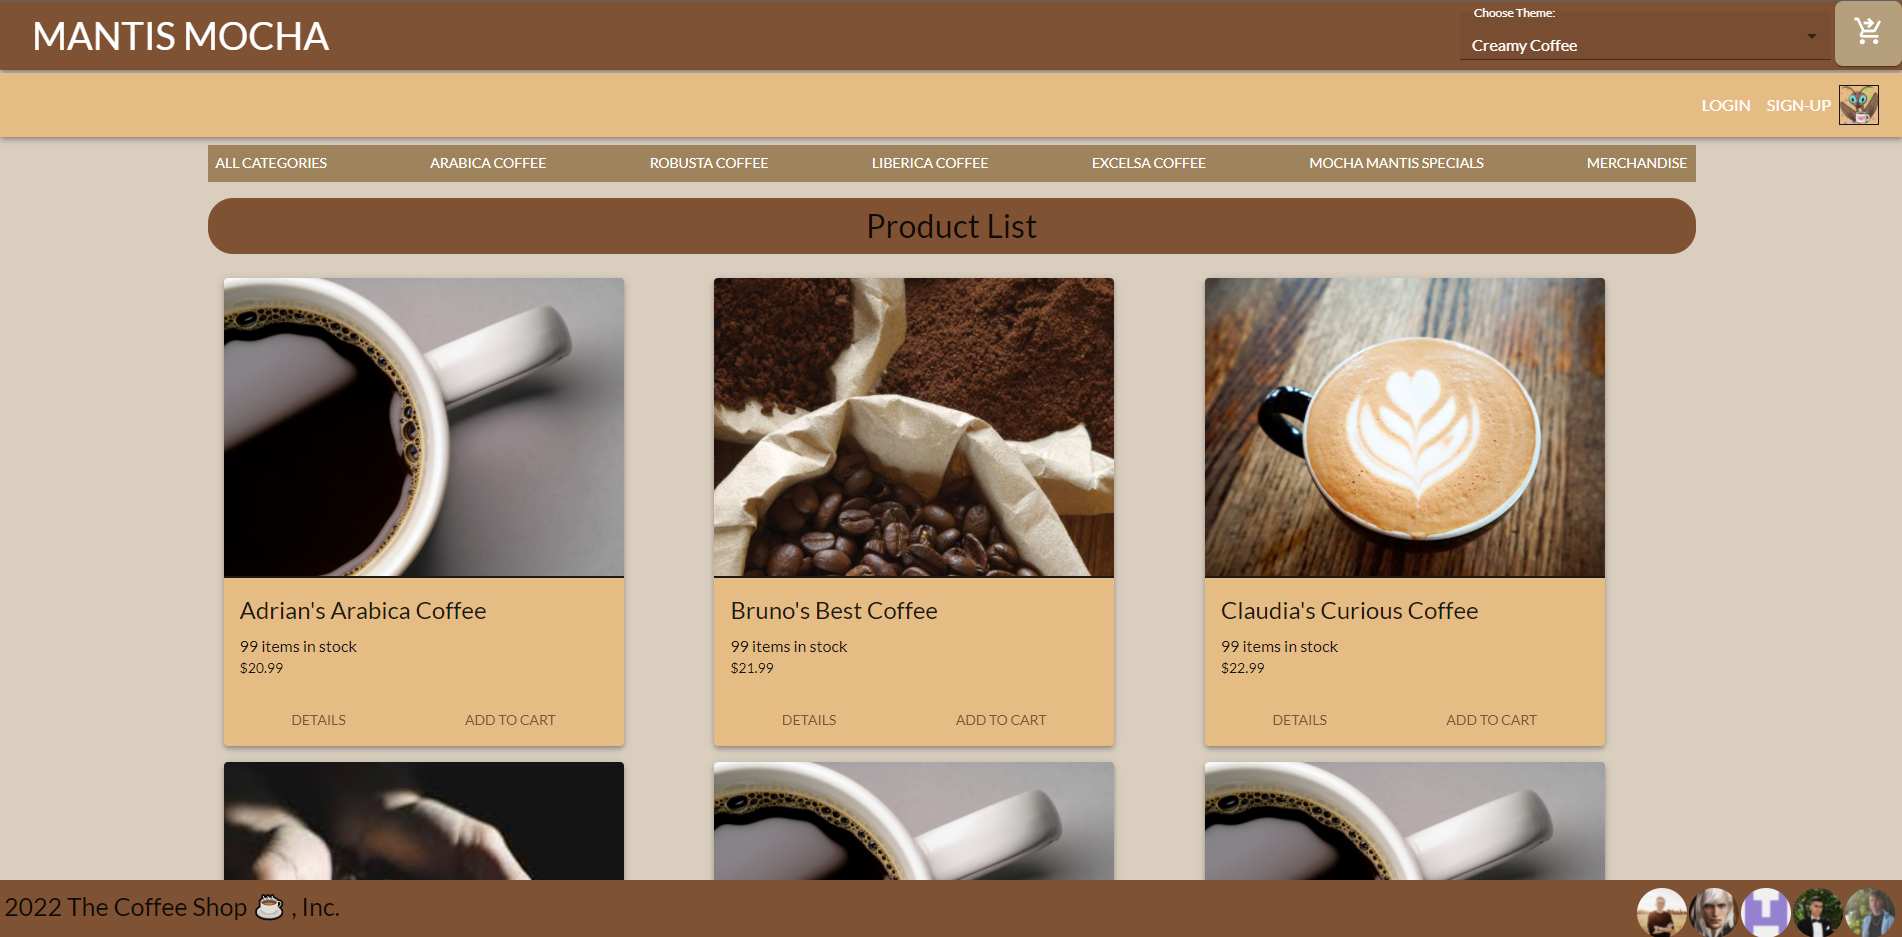 MANTIS MOCHA
Choose Theme:
Creamy Coffee
LOGIN SIGN-UP
ALL CATEGORIES ARABICA COFFEE ROBUSTA COFFEE LIBERICA COFFEE EXCELSA COFFEE MOCHA MANTIS SPECIALS MERCHANDISE
Product List
Adrian's Arabica Coffee
99 items in stock
$20.99
DETAILS ADD TO CART
Bruno's Best Coffee
99 items in stock
$21.99
DETAILS ADD TO CART
Claudia's Curious Coffee
99 items in stock
$22.99
DETAILS ADD TO CART
2022 The Coffee Shop ☕ , Inc.